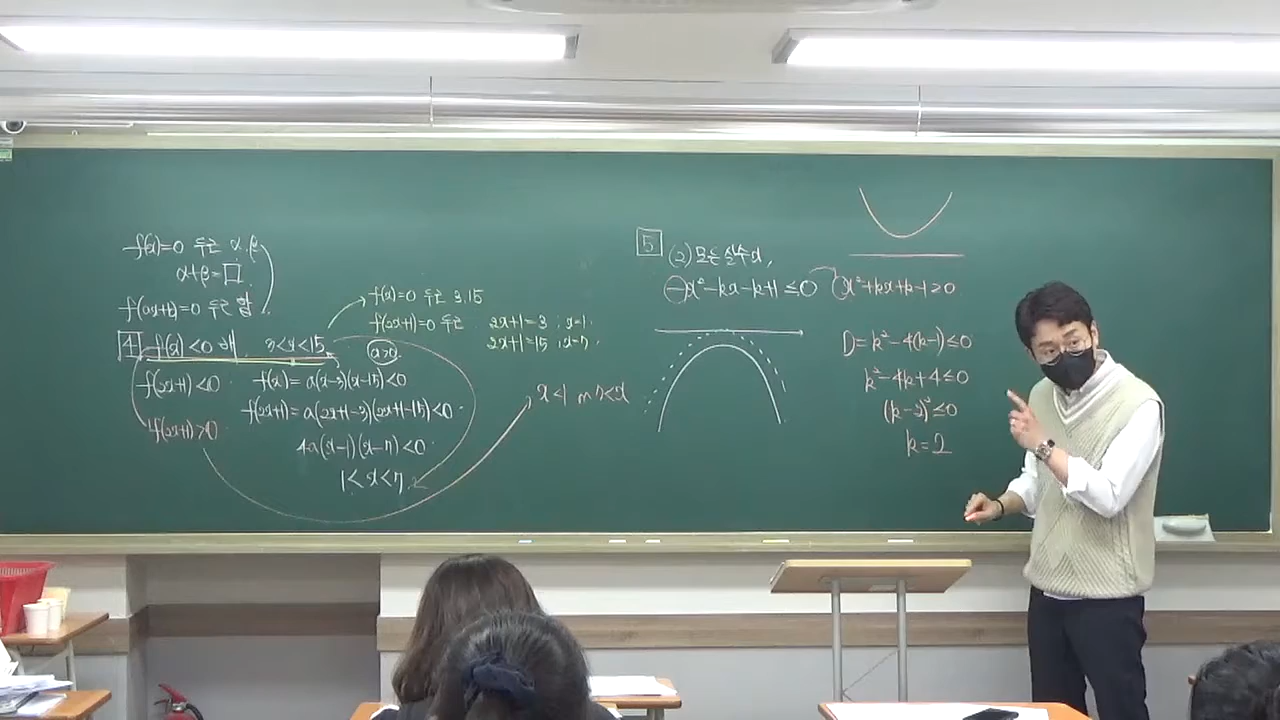 f(x)=0 두근 α, β
α+β=□
f(ax+b)=0 두근 합
4 f(x)<0 해 3<x<15
f(2x+1)<0
f(2x+1)>0
f(x)=0 두근 3, 15
f(2x+1)=0 두근 2x+1=3 ; x=1.
2x+1=15 ; x=7.
a>0
f(x)=a(x-3)(x-15)<0
f(2x+1)=a(2x+1-3)(2x+1-15)<0
4a(x-1)(x-7)<0
1<x<7
x<1 or 7<x
5 (2) 모든 실수 x,
-x²-kx-k+1≤0 x²+kx+k-1≥0
D=k²-4(k-1)≤0
k²-4k+4≤0
(k-2)²≤0
k=2